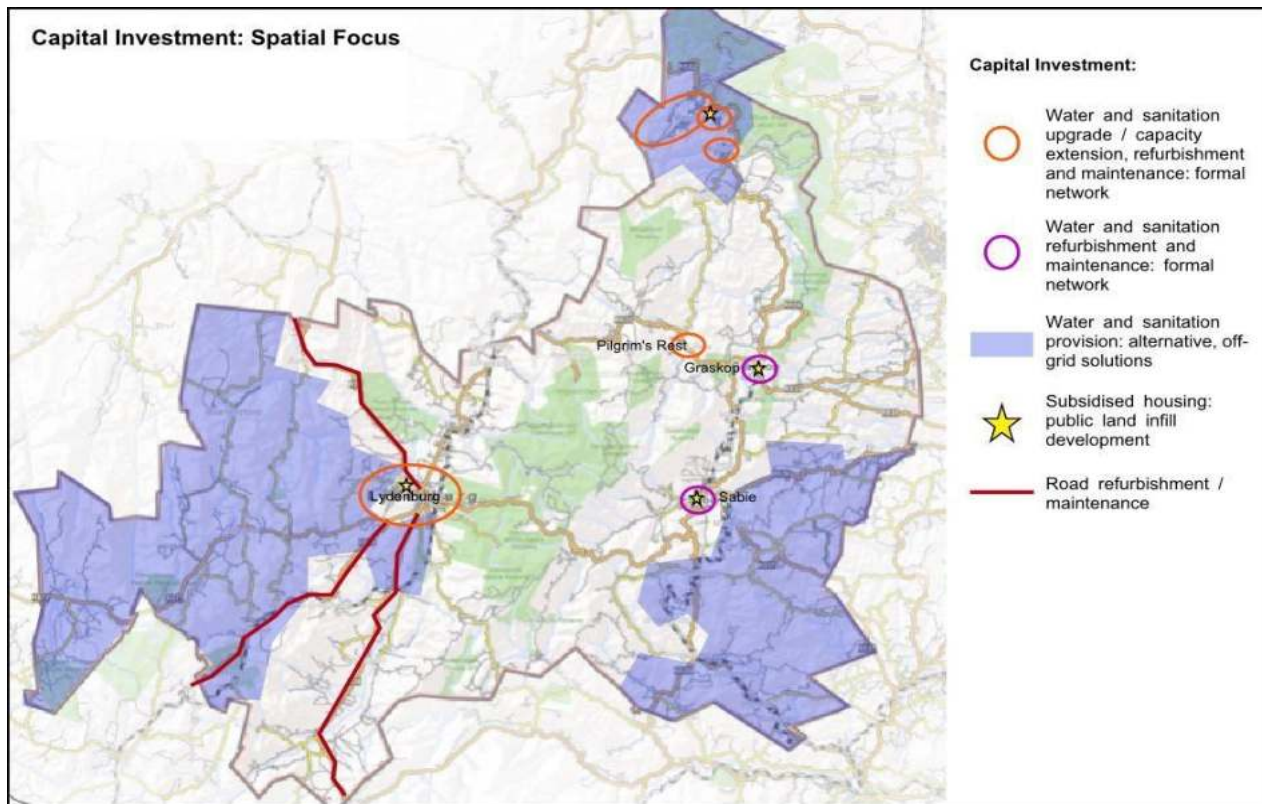 Capital Investment: Spatial Focus
Pilgrim's Rest
Graskop
Lydenburg
Sabie
Capital Investment:
Water and sanitation
upgrade / capacity
extension, refurbishment
and maintenance: formal
network
Water and sanitation
refurbishment and
maintenance: formal
network
Water and sanitation
provision: alternative, off-
grid solutions
Subsidised housing:
public land infill
development
Road refurbishment /
maintenance